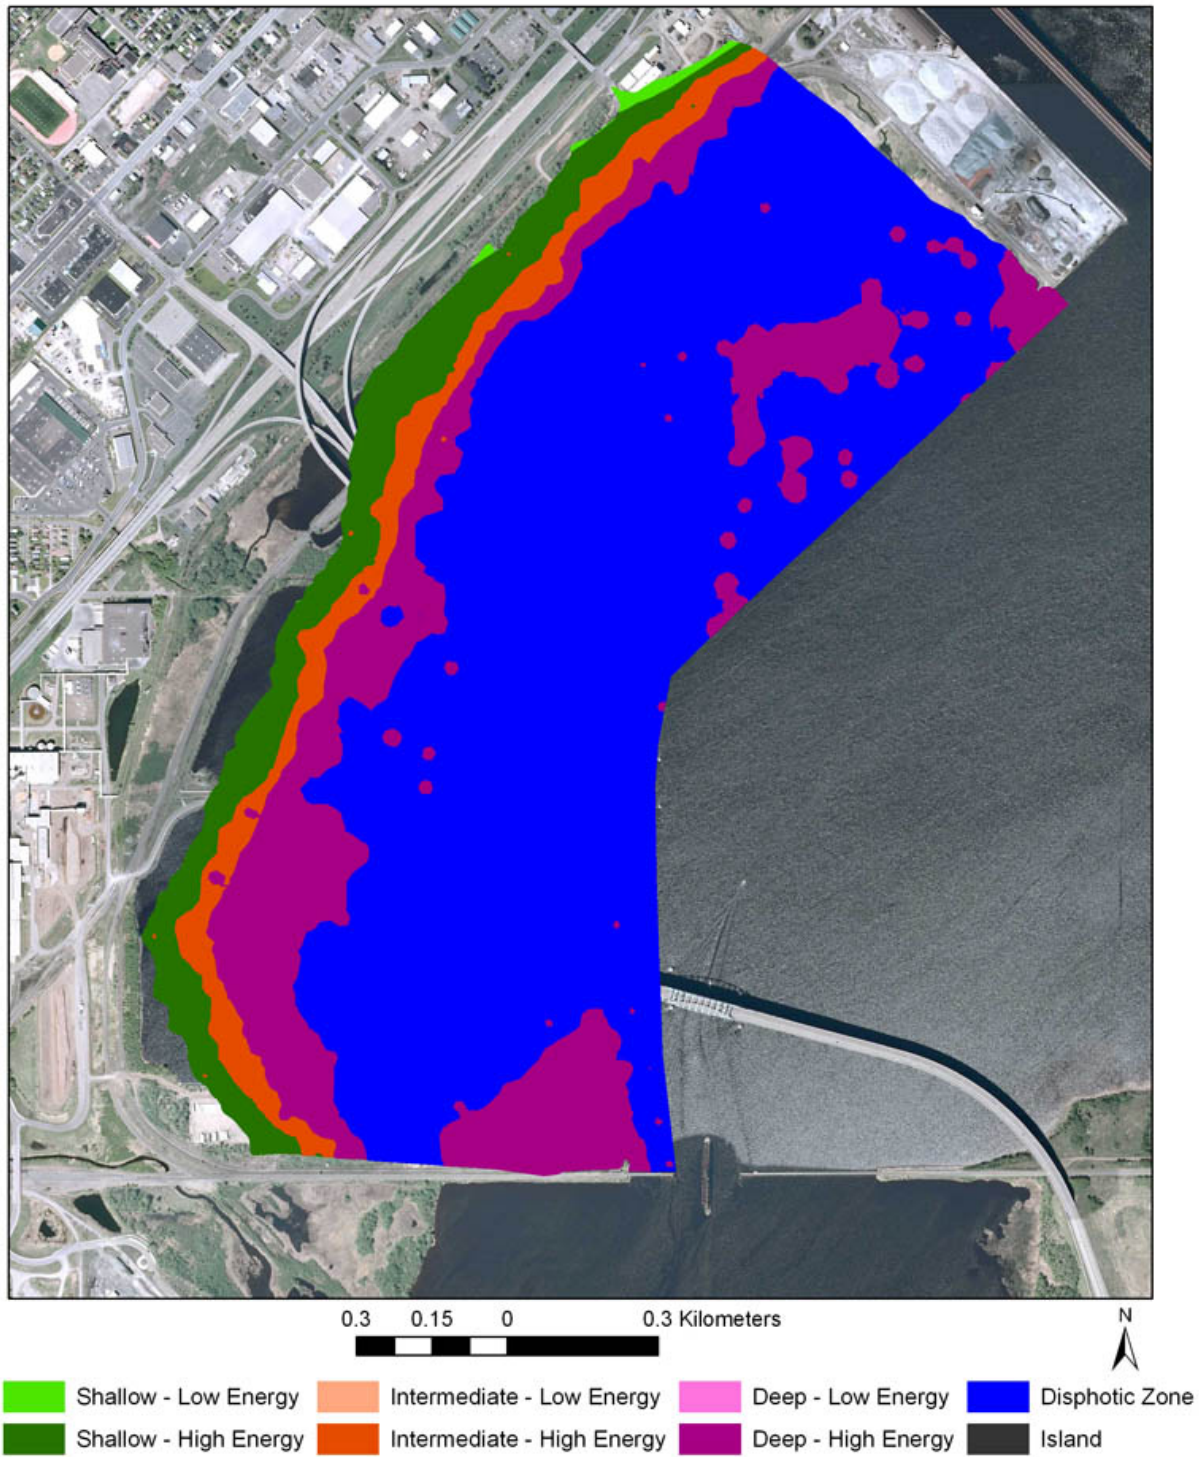 0.3 0.15 0 0.3 Kilometers
N
Shallow - Low Energy Intermediate - Low Energy Deep - Low Energy Disphotic Zone
Shallow - High Energy Intermediate - High Energy Deep - High Energy Island